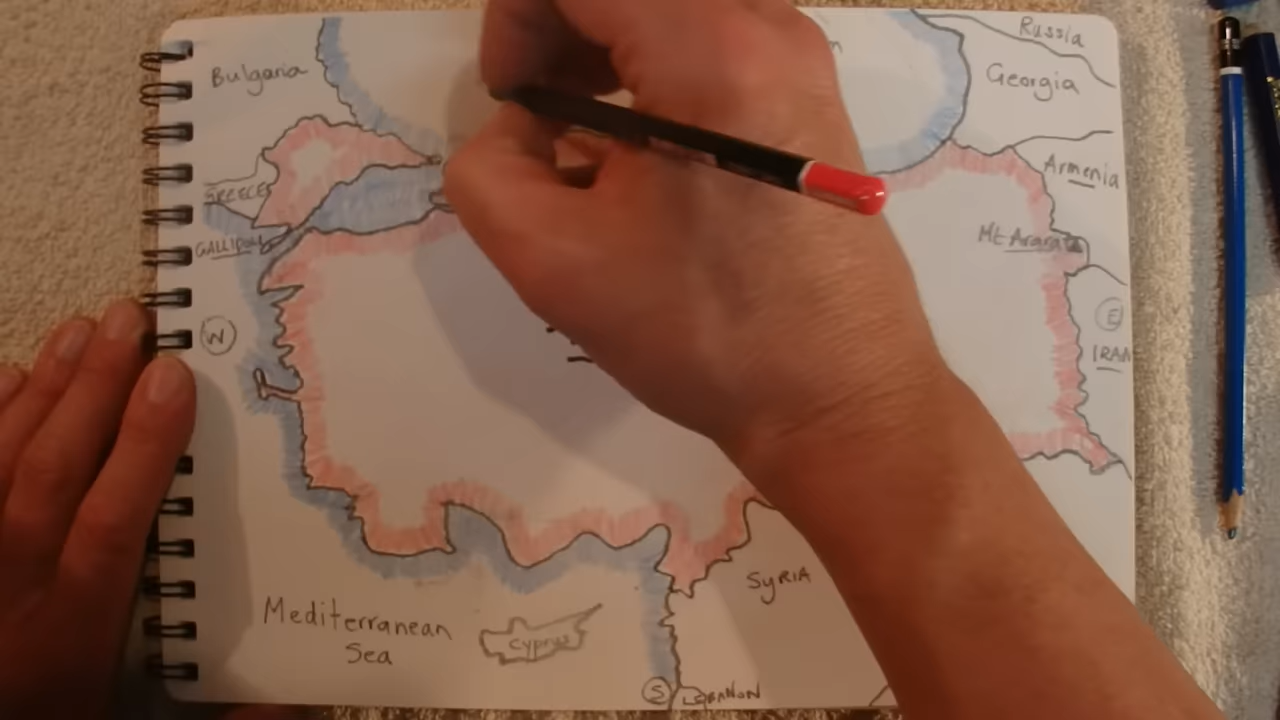 Russia
Bulgaria
Georgia
Armenia
GREECE
GALLIPOLI
Mt Ararat
W
E
IRAN
SYRIA
Mediterranean
Sea
Cyprus
S
LEBANON